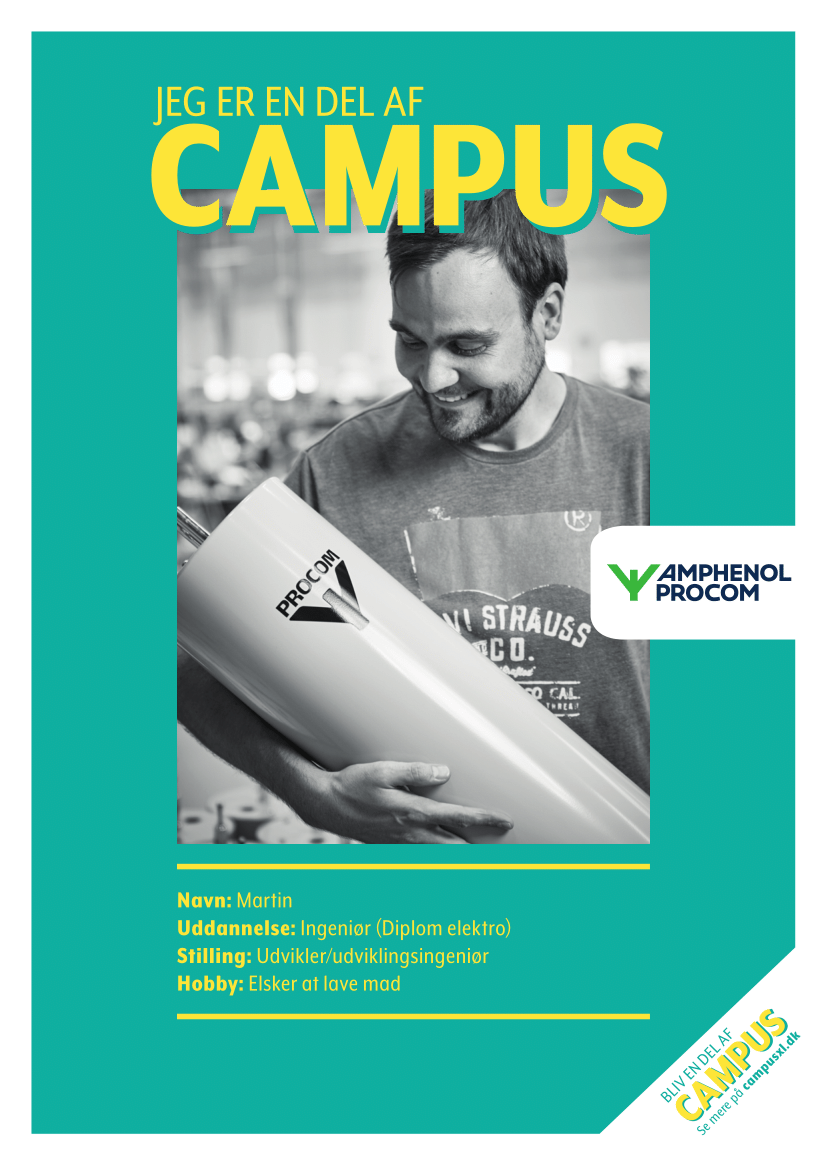 JEG ER EN DEL AF
CAMPUS
PROCOM
STRAUSS
CO.
CAL.
AMPHENOL
PROCOM
Navn: Martin
Uddannelse: Ingeniør (Diplom elektro)
Stilling: Udvikler/udviklingsingeniør
Hobby: Elsker at lave mad
BLIV EN DEL AF
CAMPUS
Se mere på campusxl.dk